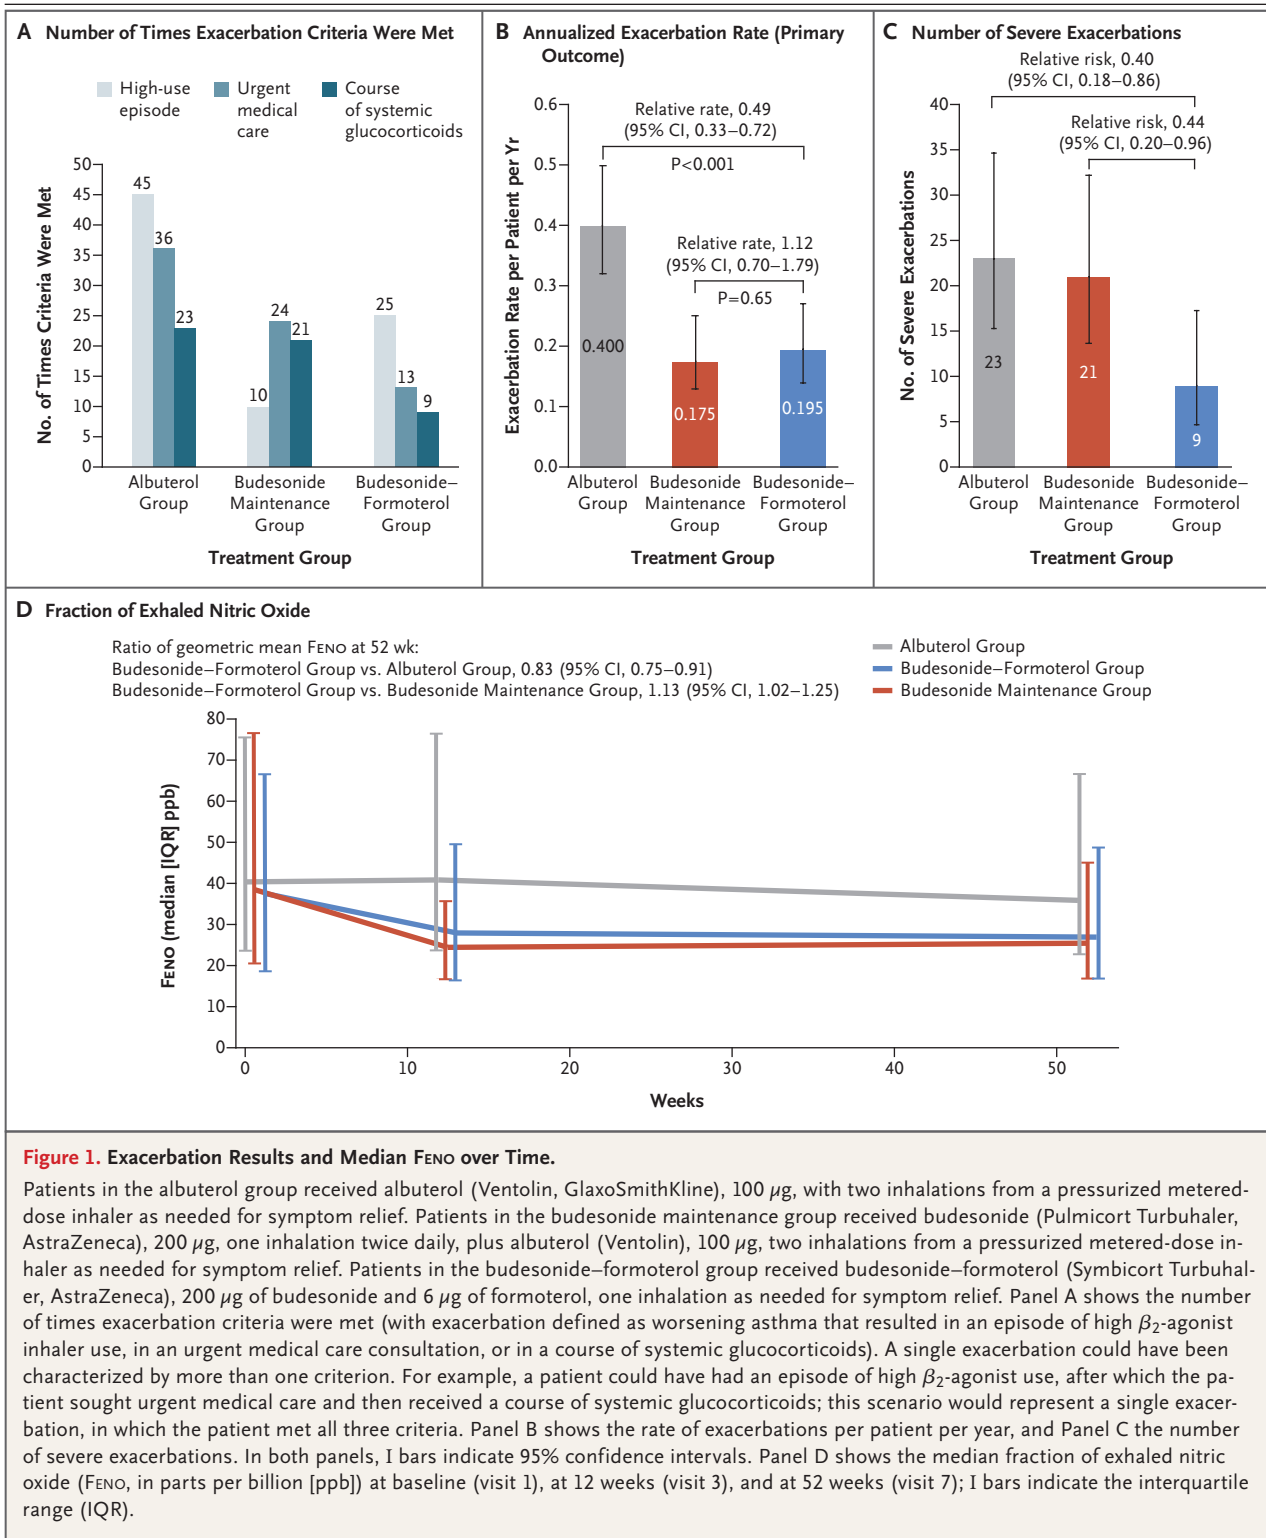 A Number of Times Exacerbation Criteria Were Met
High-use
episode
Urgent
medical
care
Course
of systemic
glucocorticoids
No. of Times Criteria Were Met
50
45
40
35
30
25
20
15
10
5
0
45
36
23
10
24
21
25
13
9
Albuterol
Group
Budesonide
Maintenance
Group
Budesonide–
Formoterol
Group
Treatment Group
B Annualized Exacerbation Rate (Primary
Outcome)
Exacerbation Rate per Patient per Yr
0.6
0.5
0.4
0.3
0.2
0.1
0.0
Relative rate, 0.49
(95% CI, 0.33–0.72)
P<0.001
Relative rate, 1.12
(95% CI, 0.70–1.79)
P=0.65
0.400
0.175
0.195
Albuterol
Group
Budesonide
Maintenance
Group
Budesonide–
Formoterol
Group
Treatment Group
C Number of Severe Exacerbations
Relative risk, 0.40
(95% CI, 0.18–0.86)
Relative risk, 0.44
(95% CI, 0.20–0.96)
No. of Severe Exacerbations
40
35
30
25
20
15
10
5
0
23
21
9
Albuterol
Group
Budesonide
Maintenance
Group
Budesonide–
Formoterol
Group
Treatment Group
D Fraction of Exhaled Nitric Oxide
Ratio of geometric mean FENO at 52 wk:
Budesonide–Formoterol Group vs. Albuterol Group, 0.83 (95% CI, 0.75–0.91)
Budesonide–Formoterol Group vs. Budesonide Maintenance Group, 1.13 (95% CI, 1.02–1.25)
Albuterol Group
Budesonide–Formoterol Group
Budesonide Maintenance Group
FENO (median [IQR] ppb)
80
70
60
50
40
30
20
10
0
0
10
20
30
40
50
Weeks
Figure 1. Exacerbation Results and Median FENO over Time.
Patients in the albuterol group received albuterol (Ventolin, GlaxoSmithKline), 100 μg, with two inhalations from a pressurized metered-
dose inhaler as needed for symptom relief. Patients in the budesonide maintenance group received budesonide (Pulmicort Turbuhaler,
AstraZeneca), 200 μg, one inhalation twice daily, plus albuterol (Ventolin), 100 μg, two inhalations from a pressurized metered-dose in-
haler as needed for symptom relief. Patients in the budesonide–formoterol group received budesonide–formoterol (Symbicort Turbuhal-
er, AstraZeneca), 200 μg of budesonide and 6 μg of formoterol, one inhalation as needed for symptom relief. Panel A shows the number
of times exacerbation criteria were met (with exacerbation defined as worsening asthma that resulted in an episode of high β2-agonist
inhaler use, in an urgent medical care consultation, or in a course of systemic glucocorticoids). A single exacerbation could have been
characterized by more than one criterion. For example, a patient could have had an episode of high β2-agonist use, after which the pa-
tient sought urgent medical care and then received a course of systemic glucocorticoids; this scenario would represent a single exacer-
bation, in which the patient met all three criteria. Panel B shows the rate of exacerbations per patient per year, and Panel C the number
of severe exacerbations. In both panels, I bars indicate 95% confidence intervals. Panel D shows the median fraction of exhaled nitric
oxide (FENO, in parts per billion [ppb]) at baseline (visit 1), at 12 weeks (visit 3), and at 52 weeks (visit 7); I bars indicate the interquartile
range (IQR).